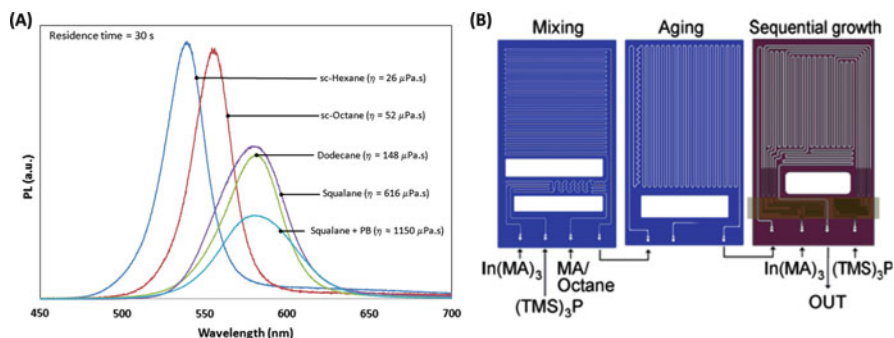 (A)
Residence time = 30 s
sc-Hexane (η = 26 µPa.s)
sc-Octane (η = 52 µPa.s)
Dodecane (η = 148 µPa.s)
Squalane (η = 616 µPa.s)
Squalane + PB (η ≈ 1150 µPa.s)
PL (a.u.)
450 500 550 600 650 700
Wavelength (nm)
(B)
Mixing Aging Sequential growth
In(MA)3 MA/ In(MA)3 (TMS)3P
Octane
(TMS)3P OUT